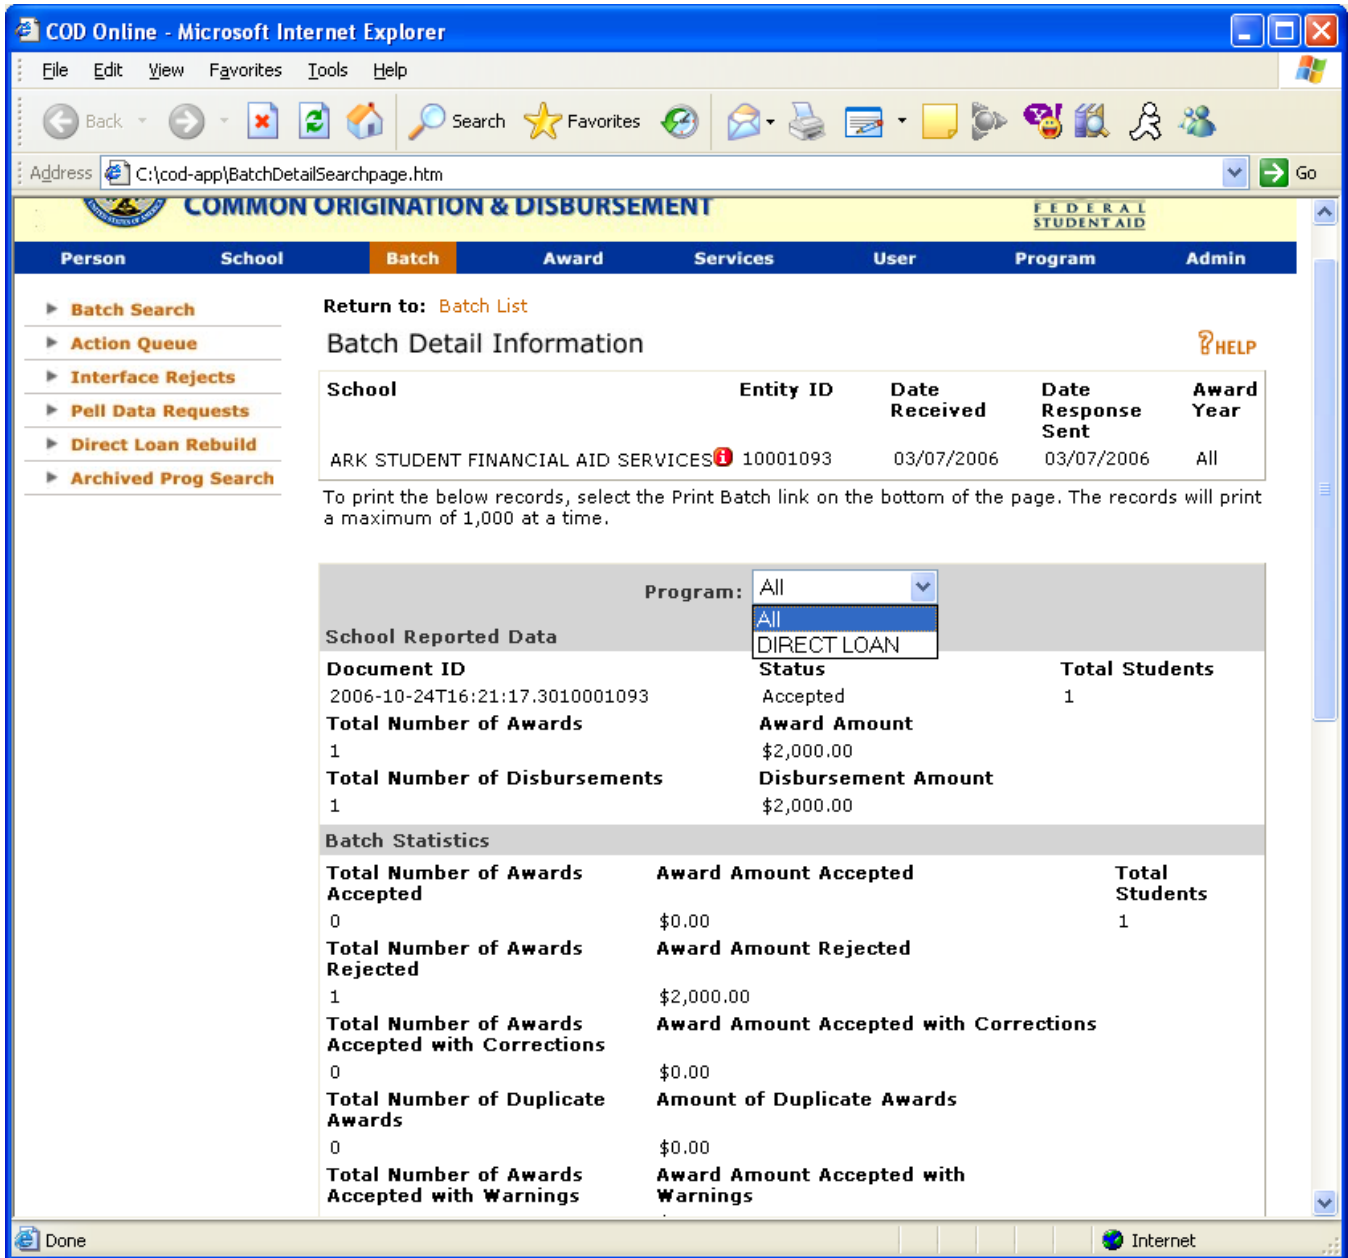 COD Online - Microsoft Internet Explorer
File Edit View Favorites Tools Help
Back Search Favorites
Address C:\cod-app\BatchDetailSearchpage.htm Go
COMMON ORIGINATION & DISBURSEMENT
FEDERAL
STUDENT AID
Person School Batch Award Services User Program Admin
Batch Search
Action Queue
Interface Rejects
Pell Data Requests
Direct Loan Rebuild
Archived Prog Search
Return to: Batch List
Batch Detail Information
?HELP
School Entity ID Date Received Date Response Sent Award Year
ARK STUDENT FINANCIAL AID SERVICES 10001093 03/07/2006 03/07/2006 All
To print the below records, select the Print Batch link on the bottom of the page. The records will print
a maximum of 1,000 at a time.
Program: All
All
DIRECT LOAN
School Reported Data
Document ID Status Total Students
2006-10-24T16:21:17.3010001093 Accepted 1
Total Number of Awards Award Amount
1 $2,000.00
Total Number of Disbursements Disbursement Amount
1 $2,000.00
Batch Statistics
Total Number of Awards Accepted Award Amount Accepted Total Students
0 $0.00 1
Total Number of Awards Rejected Award Amount Rejected
1 $2,000.00
Total Number of Awards Accepted with Corrections Award Amount Accepted with Corrections
0 $0.00
Total Number of Duplicate Awards Amount of Duplicate Awards
0 $0.00
Total Number of Awards Accepted with Warnings Award Amount Accepted with Warnings
Done Internet